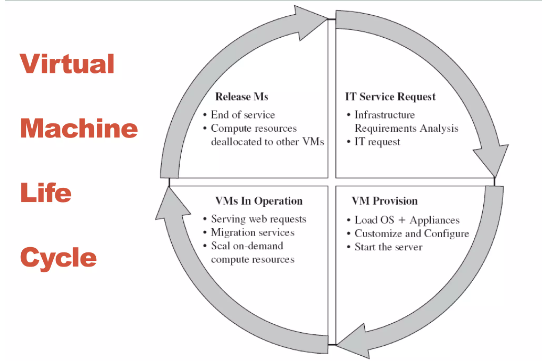 Virtual
Machine
Life
Cycle
Release Ms
• End of service
• Compute resources
deallocated to other VMs
IT Service Request
• Infrastructure
Requirements Analysis
• IT request
VMs In Operation
• Serving web requests
• Migration services
• Scal on-demand
compute resources
VM Provision
• Load OS + Appliances
• Customize and Configure
• Start the server